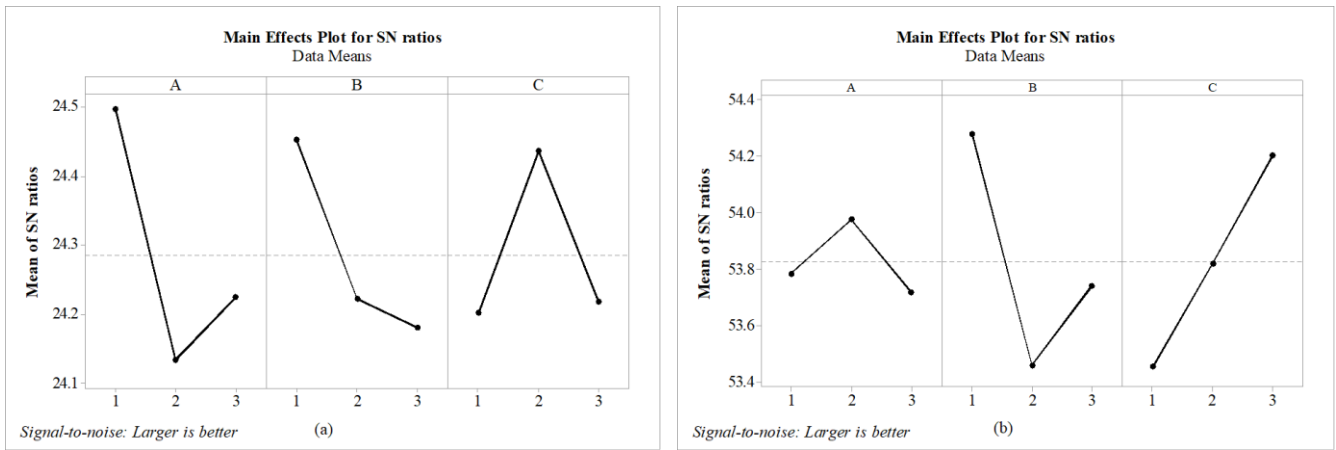 Main Effects Plot for SN ratios
Data Means
A B C
Mean of SN ratios
24.5
24.4
24.3
24.2
24.1
1 2 3 1 2 3 1 2 3
Signal-to-noise: Larger is better
(a)
Main Effects Plot for SN ratios
Data Means
A B C
Mean of SN ratios
54.4
54.2
54.0
53.8
53.6
53.4
1 2 3 1 2 3 1 2 3
Signal-to-noise: Larger is better
(b)